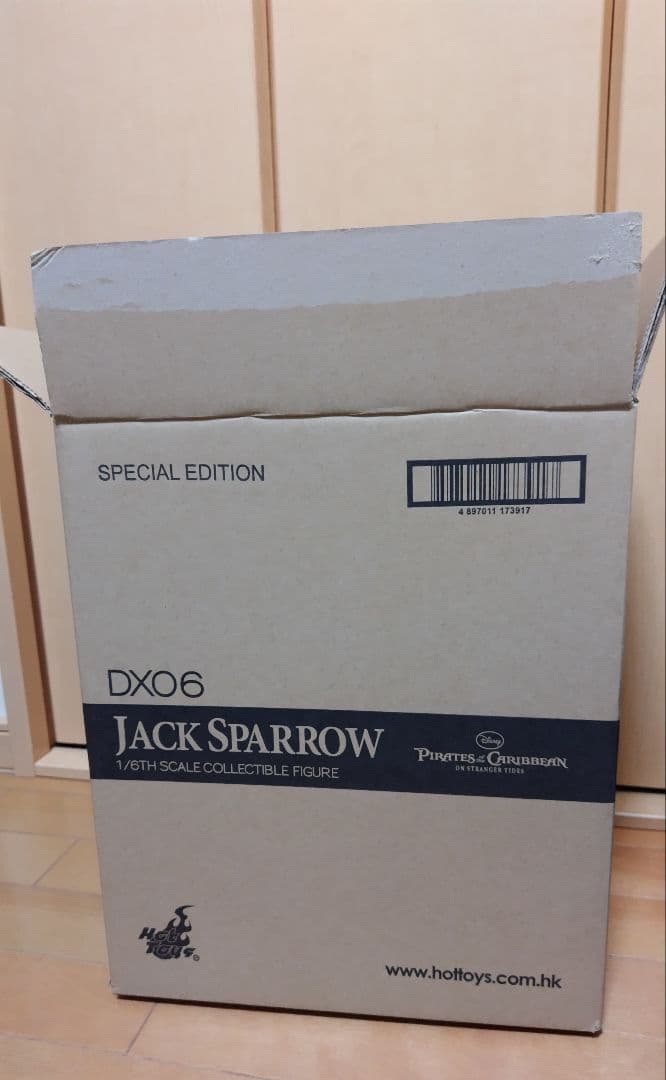 SPECIAL EDITION
4 897011 173917
DX06
JACK SPARROW
1/6TH SCALE COLLECTIBLE FIGURE
Disney
PIRATES of the CARIBBEAN
ON STRANGER TIDES
Hot
Toys®
www.hottoys.com.hk